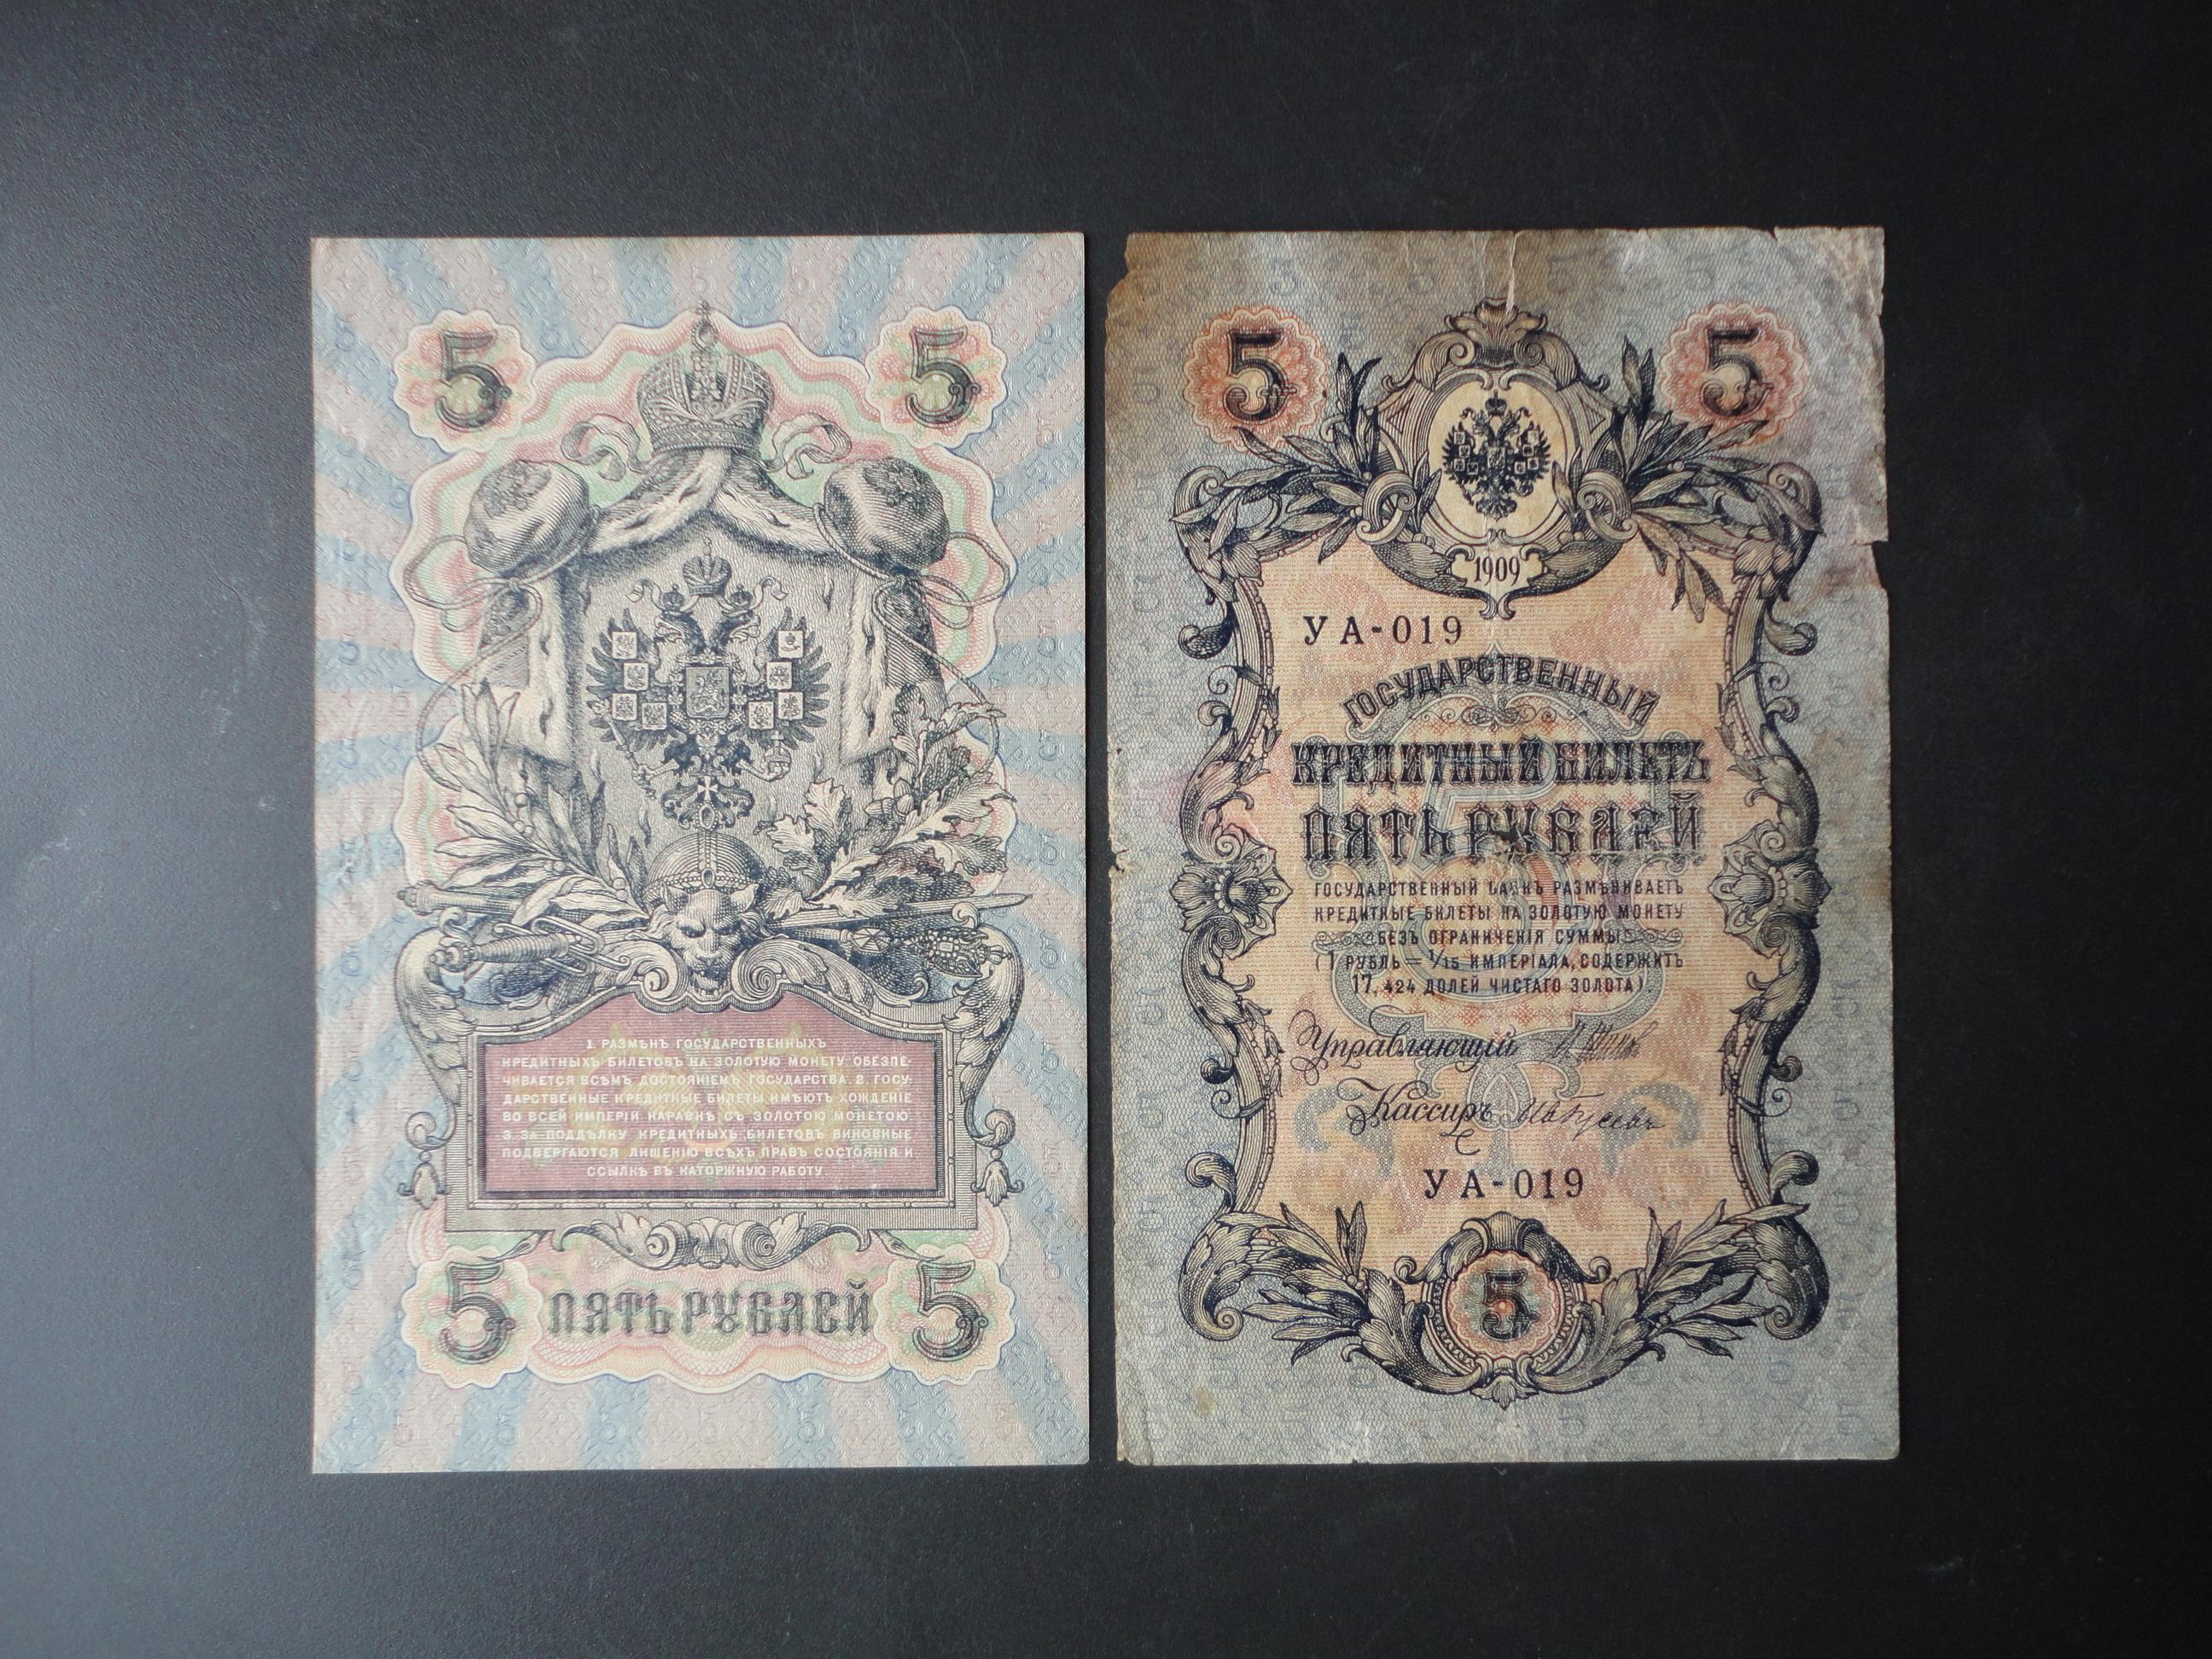 5 5
1. РАЗМѢНЪ ГОСУДАРСТВЕННЫХЪ
КРЕДИТНЫХЪ БИЛЕТОВЪ НА ЗОЛОТУЮ МОНЕТУ ОБЕЗПЕ-
ЧИВАЕТСЯ ВСѢМЪ ДОСТОЯНІЕМЪ ГОСУДАРСТВА. 2. ГОСУ-
ДАРСТВЕННЫЕ КРЕДИТНЫЕ БИЛЕТЫ ИМѢЮТЪ ХОЖДЕНІЕ
ВО ВСЕЙ ИМПЕРІИ НАРАВНѢ СЪ ЗОЛОТОЮ МОНЕТОЮ.
3 ЗА ПОДДѢЛКУ КРЕДИТНЫХЪ БИЛЕТОВЪ ВИНОВНЫЕ
ПОДВЕРГАЮТСЯ ЛИШЕНІЮ ВСѢХЪ ПРАВЪ СОСТОЯНІЯ И
ССЫЛКѢ ВЪ КАТОРЖНУЮ РАБОТУ.
5 ПЯТЬ РУБЛЕЙ 5
5 5
1909
УА-019
ГОСУДАРСТВЕННЫЙ
КРЕДИТНЫЙ БИЛЕТЪ
ПЯТЬ РУБЛЕЙ
ГОСУДАРСТВЕННЫЙ БАНКЪ РАЗМѢНИВАЕТЪ
КРЕДИТНЫЕ БИЛЕТЫ НА ЗОЛОТУЮ МОНЕТУ
БЕЗЪ ОГРАНИЧЕНІЯ СУММЫ
(1 РУБЛЬ = 1/15 ИМПЕРІАЛА, СОДЕРЖИТЪ
17,424 ДОЛЕЙ ЧИСТАГО ЗОЛОТА).
Управляющій
Кассиръ
УА-019
5